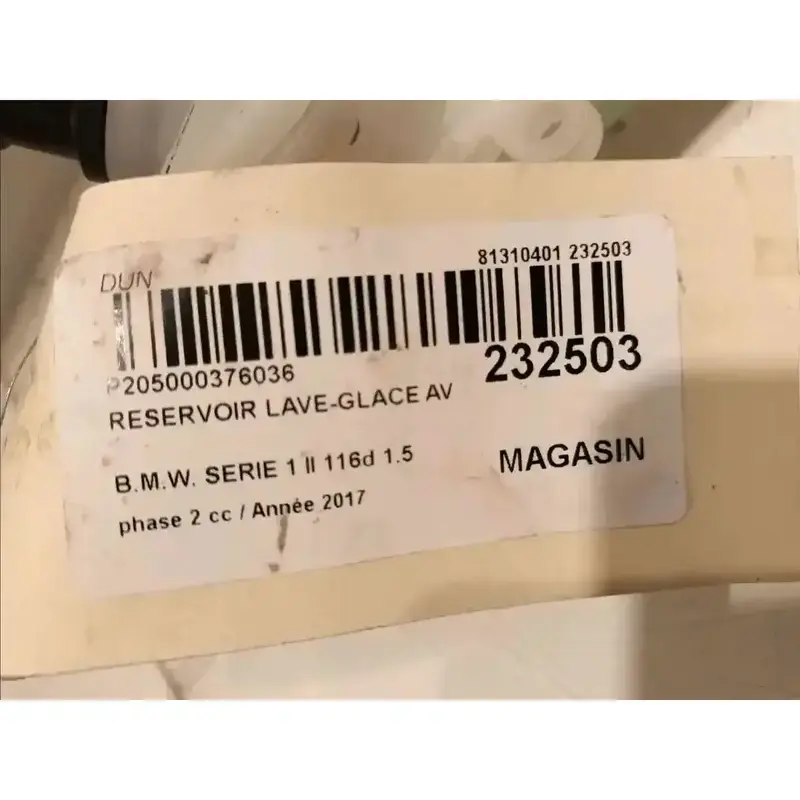 DUN
81310401 232503
P205000376036
232503
RESERVOIR LAVE-GLACE AV
B.M.W. SERIE 1 II 116d 1.5
MAGASIN
phase 2 cc / Année 2017